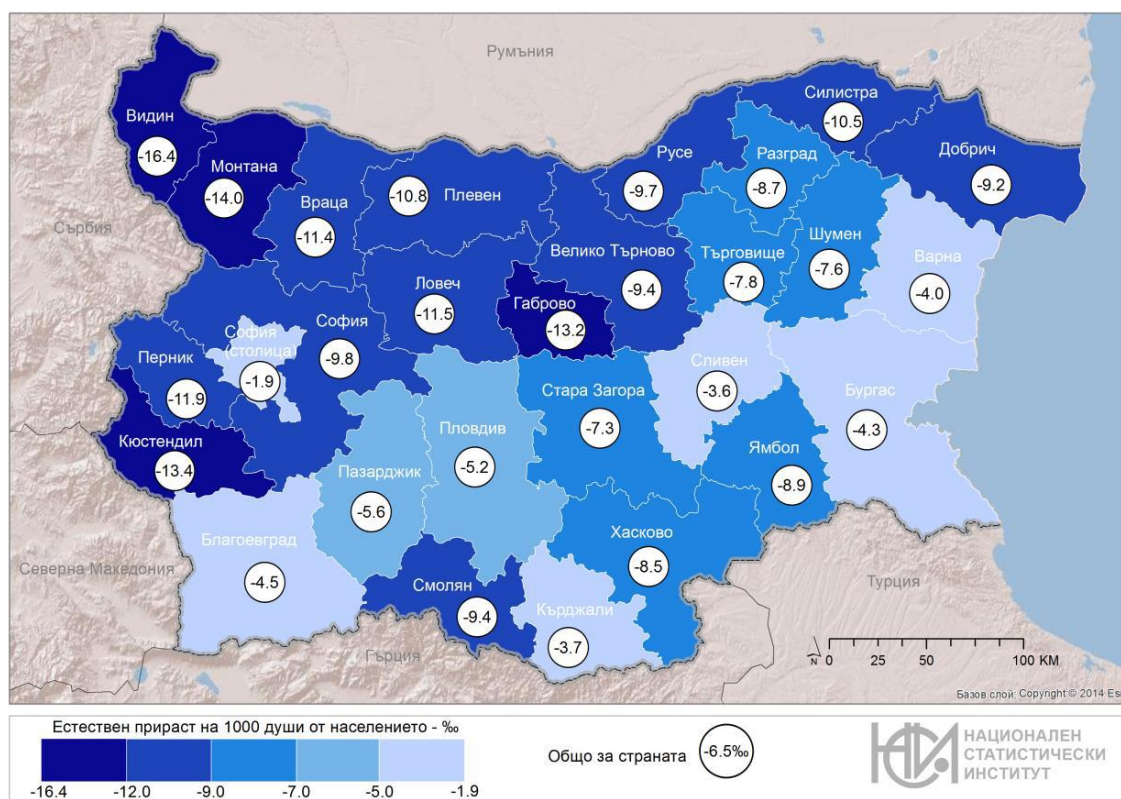 Румъния
Силистра
-10.5
Видин
-16.4
Русе
-9.7
Разград
-8.7
Добрич
-9.2
Монтана
-14.0
Враца
-11.4
-10.8
Плевен
Шумен
-7.6
Сърбия
Велико Търново
-9.4
Търговище
-7.8
Варна
-4.0
Ловеч
-11.5
Габрово
-13.2
София
-9.8
София
(столица)
-1.9
Перник
-11.9
Сливен
-3.6
Стара Загора
-7.3
Бургас
-4.3
Кюстендил
-13.4
Пловдив
-5.2
Ямбол
-8.9
Пазарджик
-5.6
Хасково
-8.5
Благоевград
-4.5
Северна Македония
Турция
Смолян
-9.4
Кърджали
-3.7
Гърция
N
0 25 50 100 КМ
Базов слой: Copyright:© 2014 Es
Естествен прираст на 1000 души от населението - ‰
-16.4 -12.0 -9.0 -7.0 -5.0 -1.9
Общо за страната -6.5‰
НСИ
НАЦИОНАЛЕН
СТАТИСТИЧЕСКИ
ИНСТИТУТ